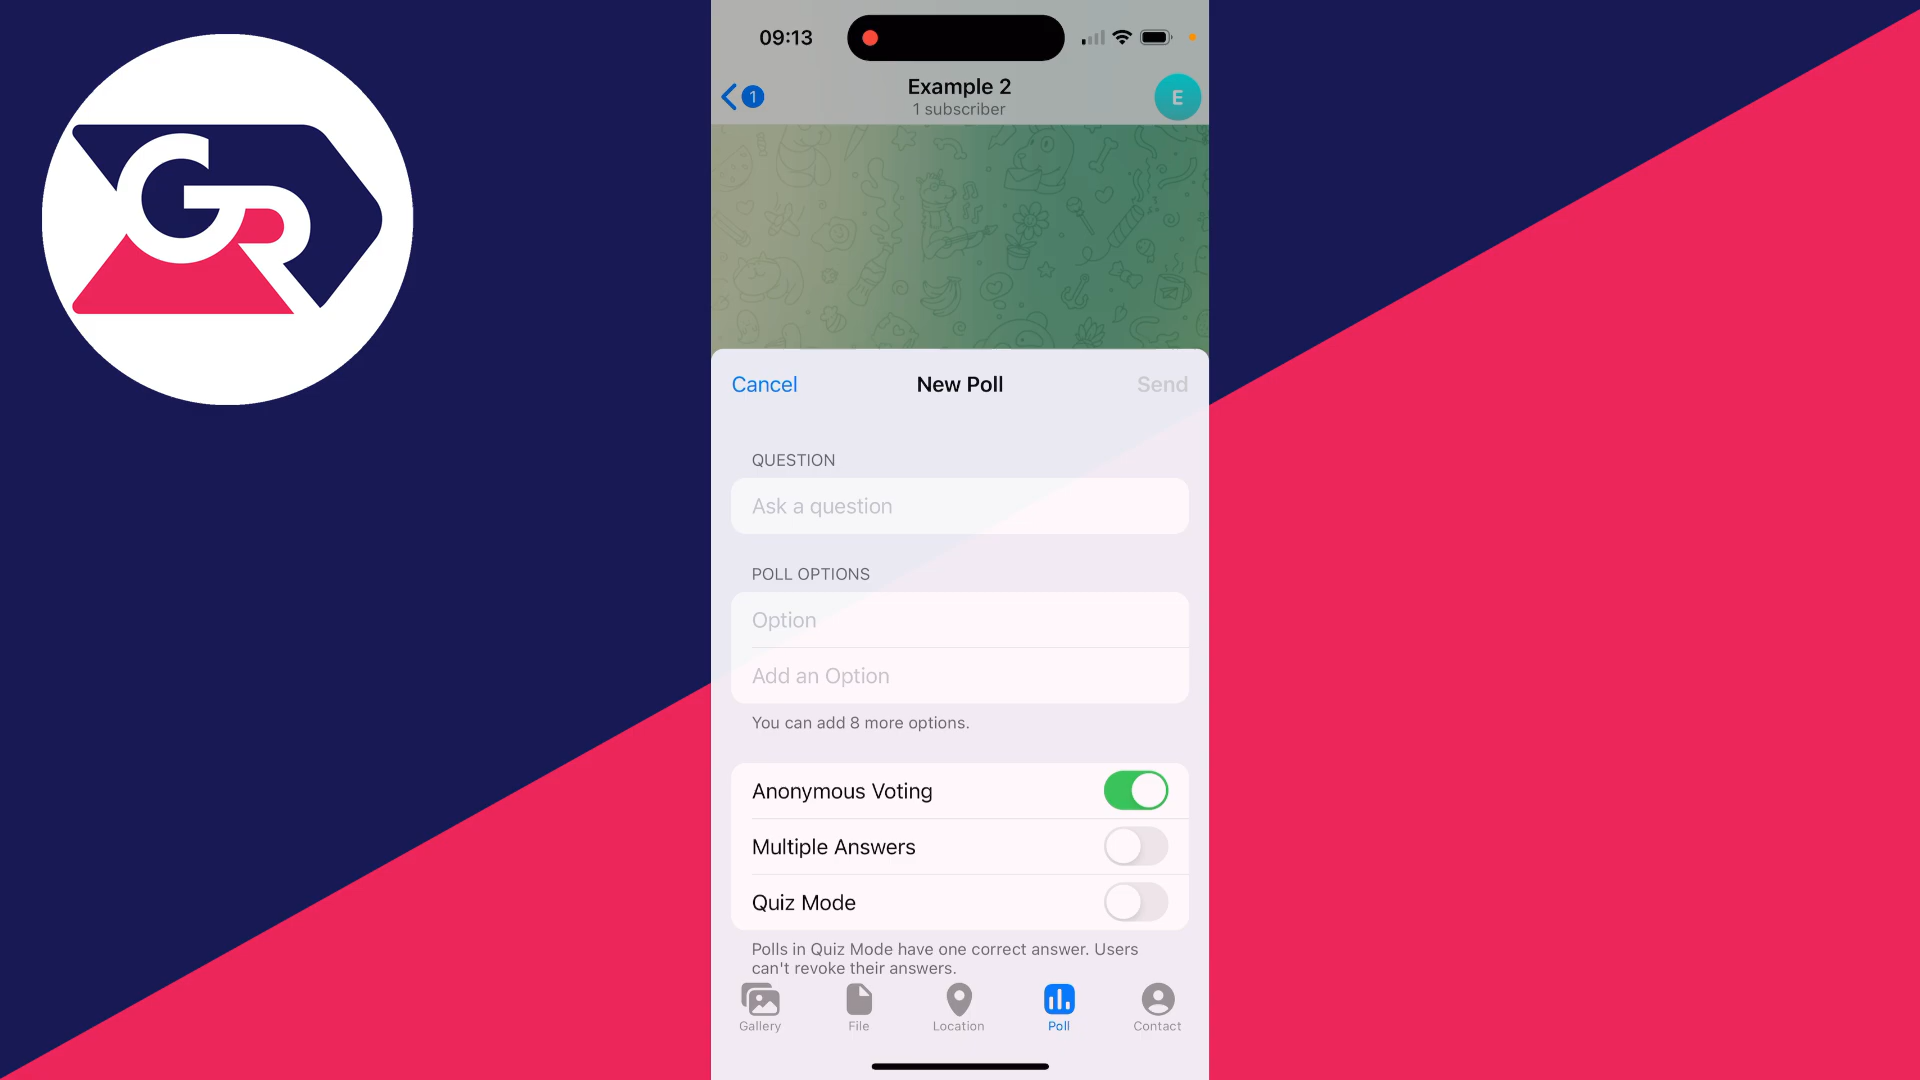 GR
09:13
1
Example 2
1 subscriber
E
Cancel
New Poll
Send
QUESTION
Ask a question
POLL OPTIONS
Option
Add an Option
You can add 8 more options.
Anonymous Voting
Multiple Answers
Quiz Mode
Polls in Quiz Mode have one correct answer. Users
can't revoke their answers.
Gallery
File
Location
Poll
Contact